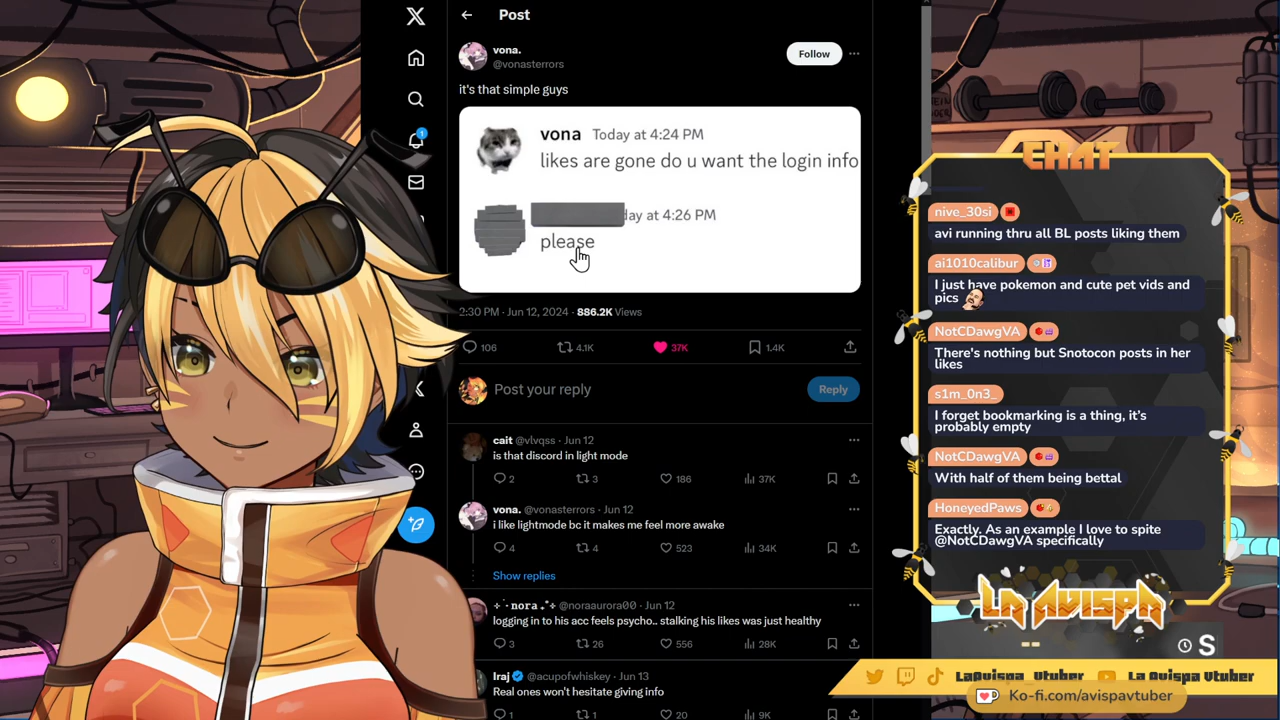 Post
vona.
@vonasterrors
Follow
it's that simple guys
vona Today at 4:24 PM
likes are gone do u want the login info
day at 4:26 PM
please
2:30 PM · Jun 12, 2024 · 886.2K Views
106
4.1K
37K
1.4K
Post your reply
Reply
cait @vlvqss · Jun 12
is that discord in light mode
2
3
186
37K
vona. @vonasterrors · Jun 12
i like lightmode bc it makes me feel more awake
4
4
523
34K
Show replies
nora @noraaurora00 · Jun 12
logging in to his acc feels psycho.. stalking his likes was just healthy
3
26
556
28K
Iraj @acupofwhiskey · Jun 13
Real ones won't hesitate giving info
1
1
20
9K
1
CHAT
nive_30si
avi running thru all BL posts liking them
ai1010calibur
I just have pokemon and cute pet vids and
pics
NotCDawgVA
There's nothing but Snotocon posts in her
likes
s1m_0n3_
I forget bookmarking is a thing, it's
probably empty
NotCDawgVA
With half of them being bettal
HoneyedPaws
Exactly. As an example I love to spite
@NotCDawgVA specifically
LA AVISPA
S
LaAvispa_Vtuber
La Avispa Vtuber
Ko-fi.com/avispavtuber